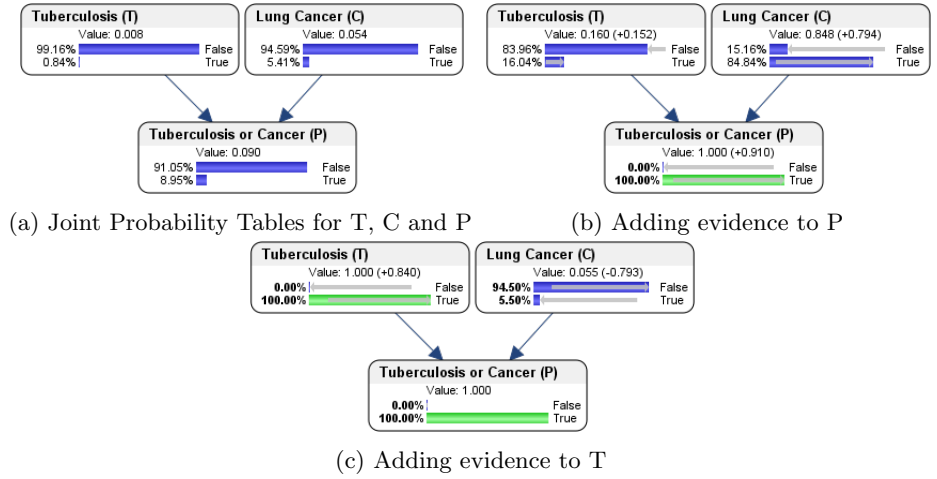 Tuberculosis (T)
Value: 0.008
99.16% False
0.84% True
Lung Cancer (C)
Value: 0.054
94.59% False
5.41% True
Tuberculosis or Cancer (P)
Value: 0.090
91.05% False
8.95% True
(a) Joint Probability Tables for T, C and P
Tuberculosis (T)
Value: 0.160 (+0.152)
83.96% False
16.04% True
Lung Cancer (C)
Value: 0.848 (+0.794)
15.16% False
84.84% True
Tuberculosis or Cancer (P)
Value: 1.000 (+0.910)
0.00% False
100.00% True
(b) Adding evidence to P
Tuberculosis (T)
Value: 1.000 (+0.840)
0.00% False
100.00% True
Lung Cancer (C)
Value: 0.055 (-0.793)
94.50% False
5.50% True
Tuberculosis or Cancer (P)
Value: 1.000
0.00% False
100.00% True
(c) Adding evidence to T